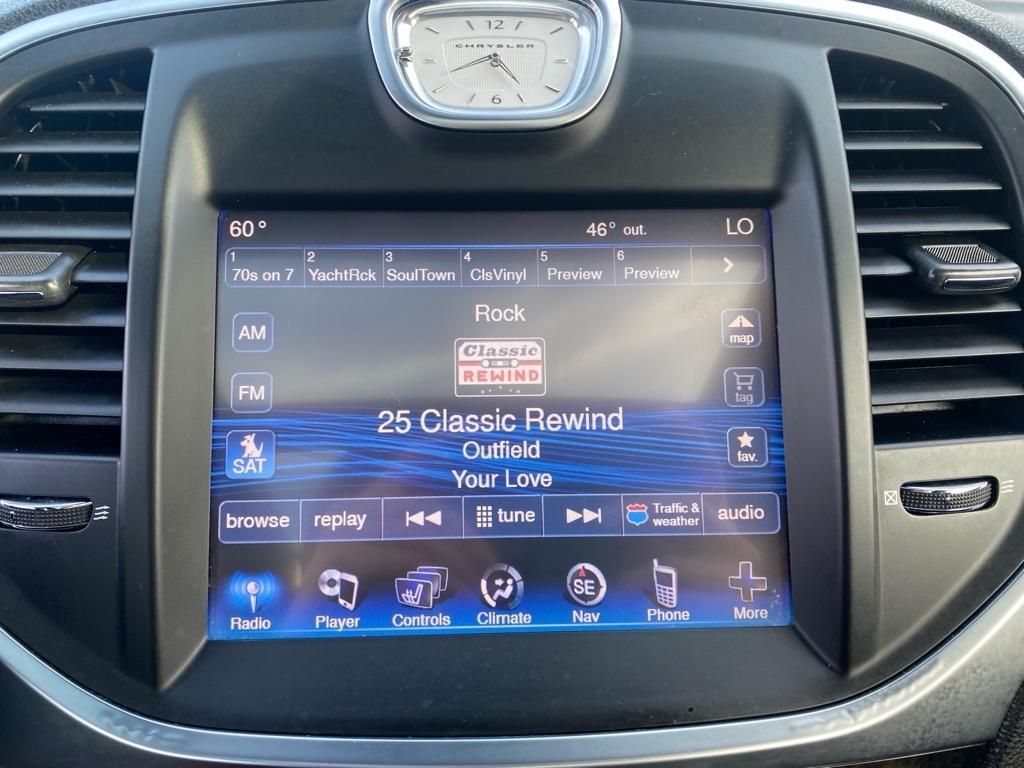 12
CHRYSLER
6
60° 46° out. LO
1 2 3 4 5 6
70s on 7 YachtRck SoulTown ClsVinyl Preview Preview >
Rock
AM
map
Classic
REWIND
FM
tag
25 Classic Rewind
SAT
fav.
Outfield
Your Love
browse replay tune Traffic & weather audio
SE
Radio Player Controls Climate Nav Phone More